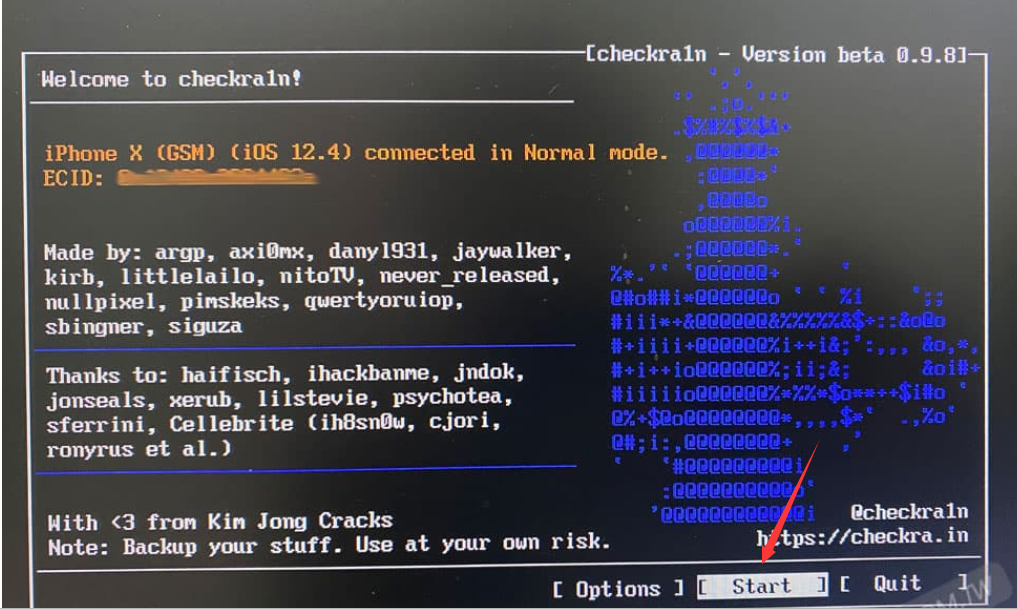 [checkra1n - Version beta 0.9.8]
Welcome to checkra1n!
iPhone X (GSM) (iOS 12.4) connected in Normal mode.
ECID:
Made by: argp, axi0mx, danyl931, jaywalker,
kirb, littlelailo, nitoTV, never_released,
nullpixel, pimskeks, qwertyoruiop,
sbingner, siguza
Thanks to: haifisch, ihackbanme, jndok,
jonseals, xerub, lilstevie, psychotea,
sferrini, Cellebrite (ih8sn0w, cjori,
ronyrus et al.)
With <3 from Kim Jong Cracks
Note: Backup your stuff. Use at your own risk.
@checkra1n
https://checkra.in
[ Options ] [ Start ] [ Quit ]